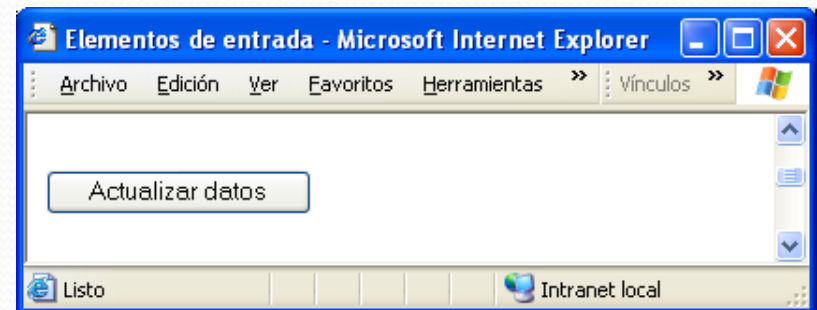 Elementos de entrada - Microsoft Internet Explorer
Archivo Edición Ver Favoritos Herramientas » Vínculos »
Actualizar datos
Listo Intranet local